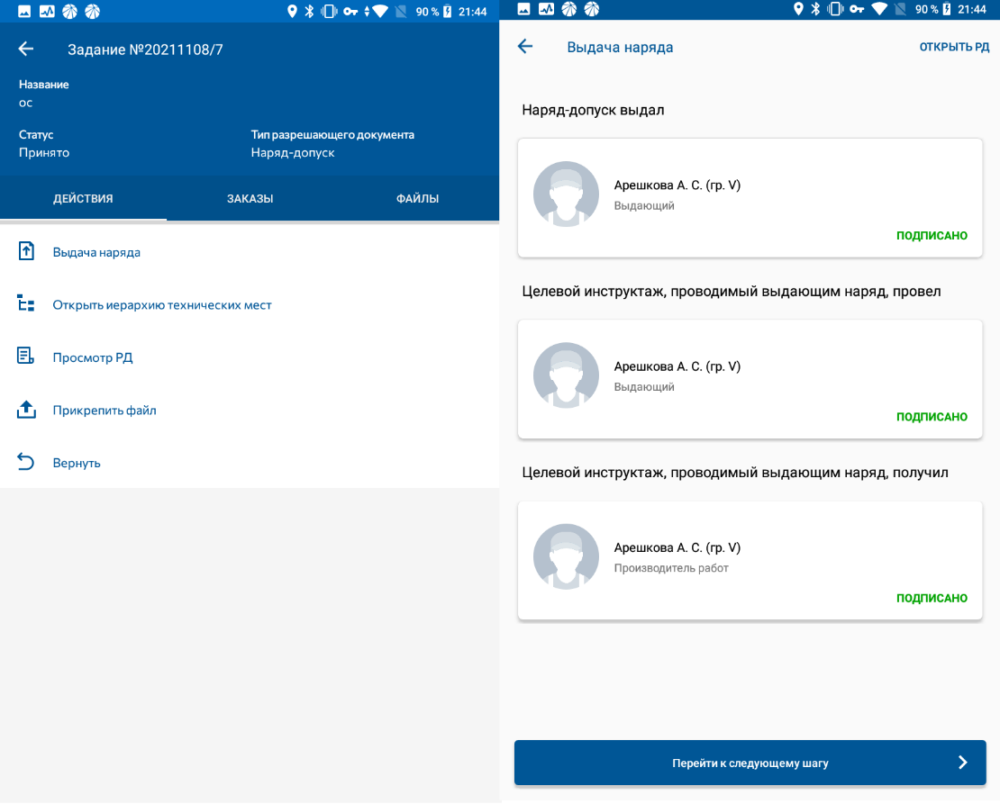 90 % 21:44
Задание №20211108/7
Название
ос
Статус
Тип разрешающего документа
Принято
Наряд-допуск
ДЕЙСТВИЯ
ЗАКАЗЫ
ФАЙЛЫ
Выдача наряда
Открыть иерархию технических мест
Просмотр РД
Прикрепить файл
Вернуть
90 % 21:44
Выдача наряда
ОТКРЫТЬ РД
Наряд-допуск выдал
Арешкова А. С. (гр. V)
Выдающий
ПОДПИСАНО
Целевой инструктаж, проводимый выдающим наряд, провел
Арешкова А. С. (гр. V)
Выдающий
ПОДПИСАНО
Целевой инструктаж, проводимый выдающим наряд, получил
Арешкова А. С. (гр. V)
Производитель работ
ПОДПИСАНО
Перейти к следующему шагу